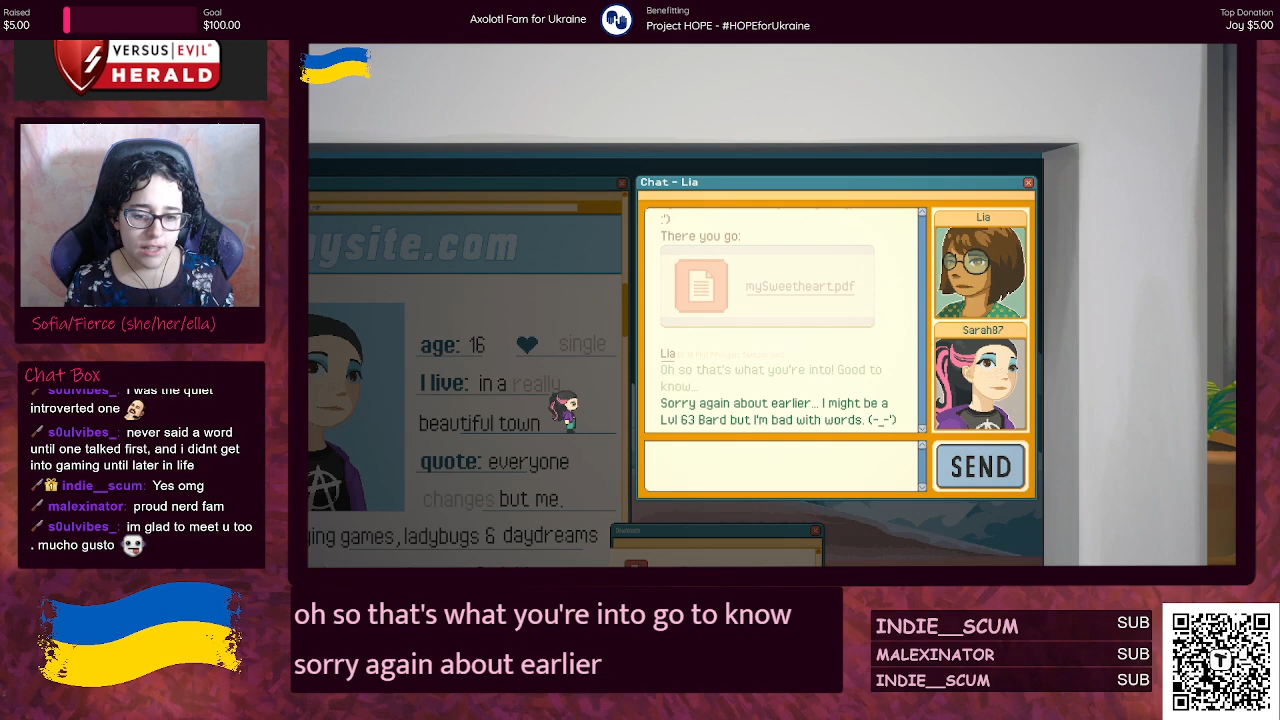 Raised
$5.00
Goal
$100.00
Axolotl Fam for Ukraine
Benefitting
Project HOPE - #HOPEforUkraine
Top Donation
Joy $5.00
VERSUS|EVIL
HERALD
Sofia/Fierce (she/her/ella)
Chat Box
s0ulvibes_: I was the quiet
introverted one
s0ulvibes_: never said a word
until one talked first, and i didnt get
into gaming until later in life
indie__scum: Yes omg
malexinator: proud nerd fam
s0ulvibes_: im glad to meet u too
. mucho gusto
aysite.com
age: 16
single
I live: in a really
beautiful town
quote: everyone
changes but me.
ging games, ladybugs & daydreams
Chat - Lia
:')
There you go:
mySweetheart.pdf
Lia
Oh so that's what you're into! Good to
know...
Sorry again about earlier... I might be a
Lvl 63 Bard but I'm bad with words. (-_-')
Lia
Sarah87
SEND
Downloads
oh so that's what you're into go to know
sorry again about earlier
INDIE__SCUM SUB
MALEXINATOR SUB
INDIE__SCUM SUB
T